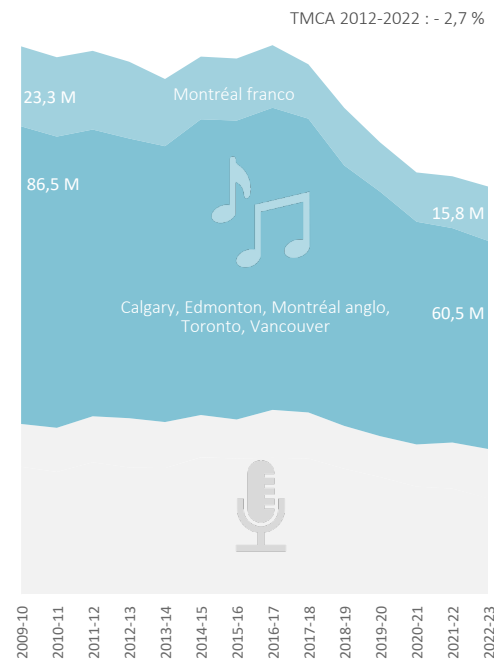 TMCA 2012-2022 : - 2,7 %
23,3 M
Montréal franco
86,5 M
15,8 M
Calgary, Edmonton, Montréal anglo,
Toronto, Vancouver
60,5 M
2009-10
2010-11
2011-12
2012-13
2013-14
2014-15
2015-16
2016-17
2017-18
2018-19
2019-20
2020-21
2021-22
2022-23